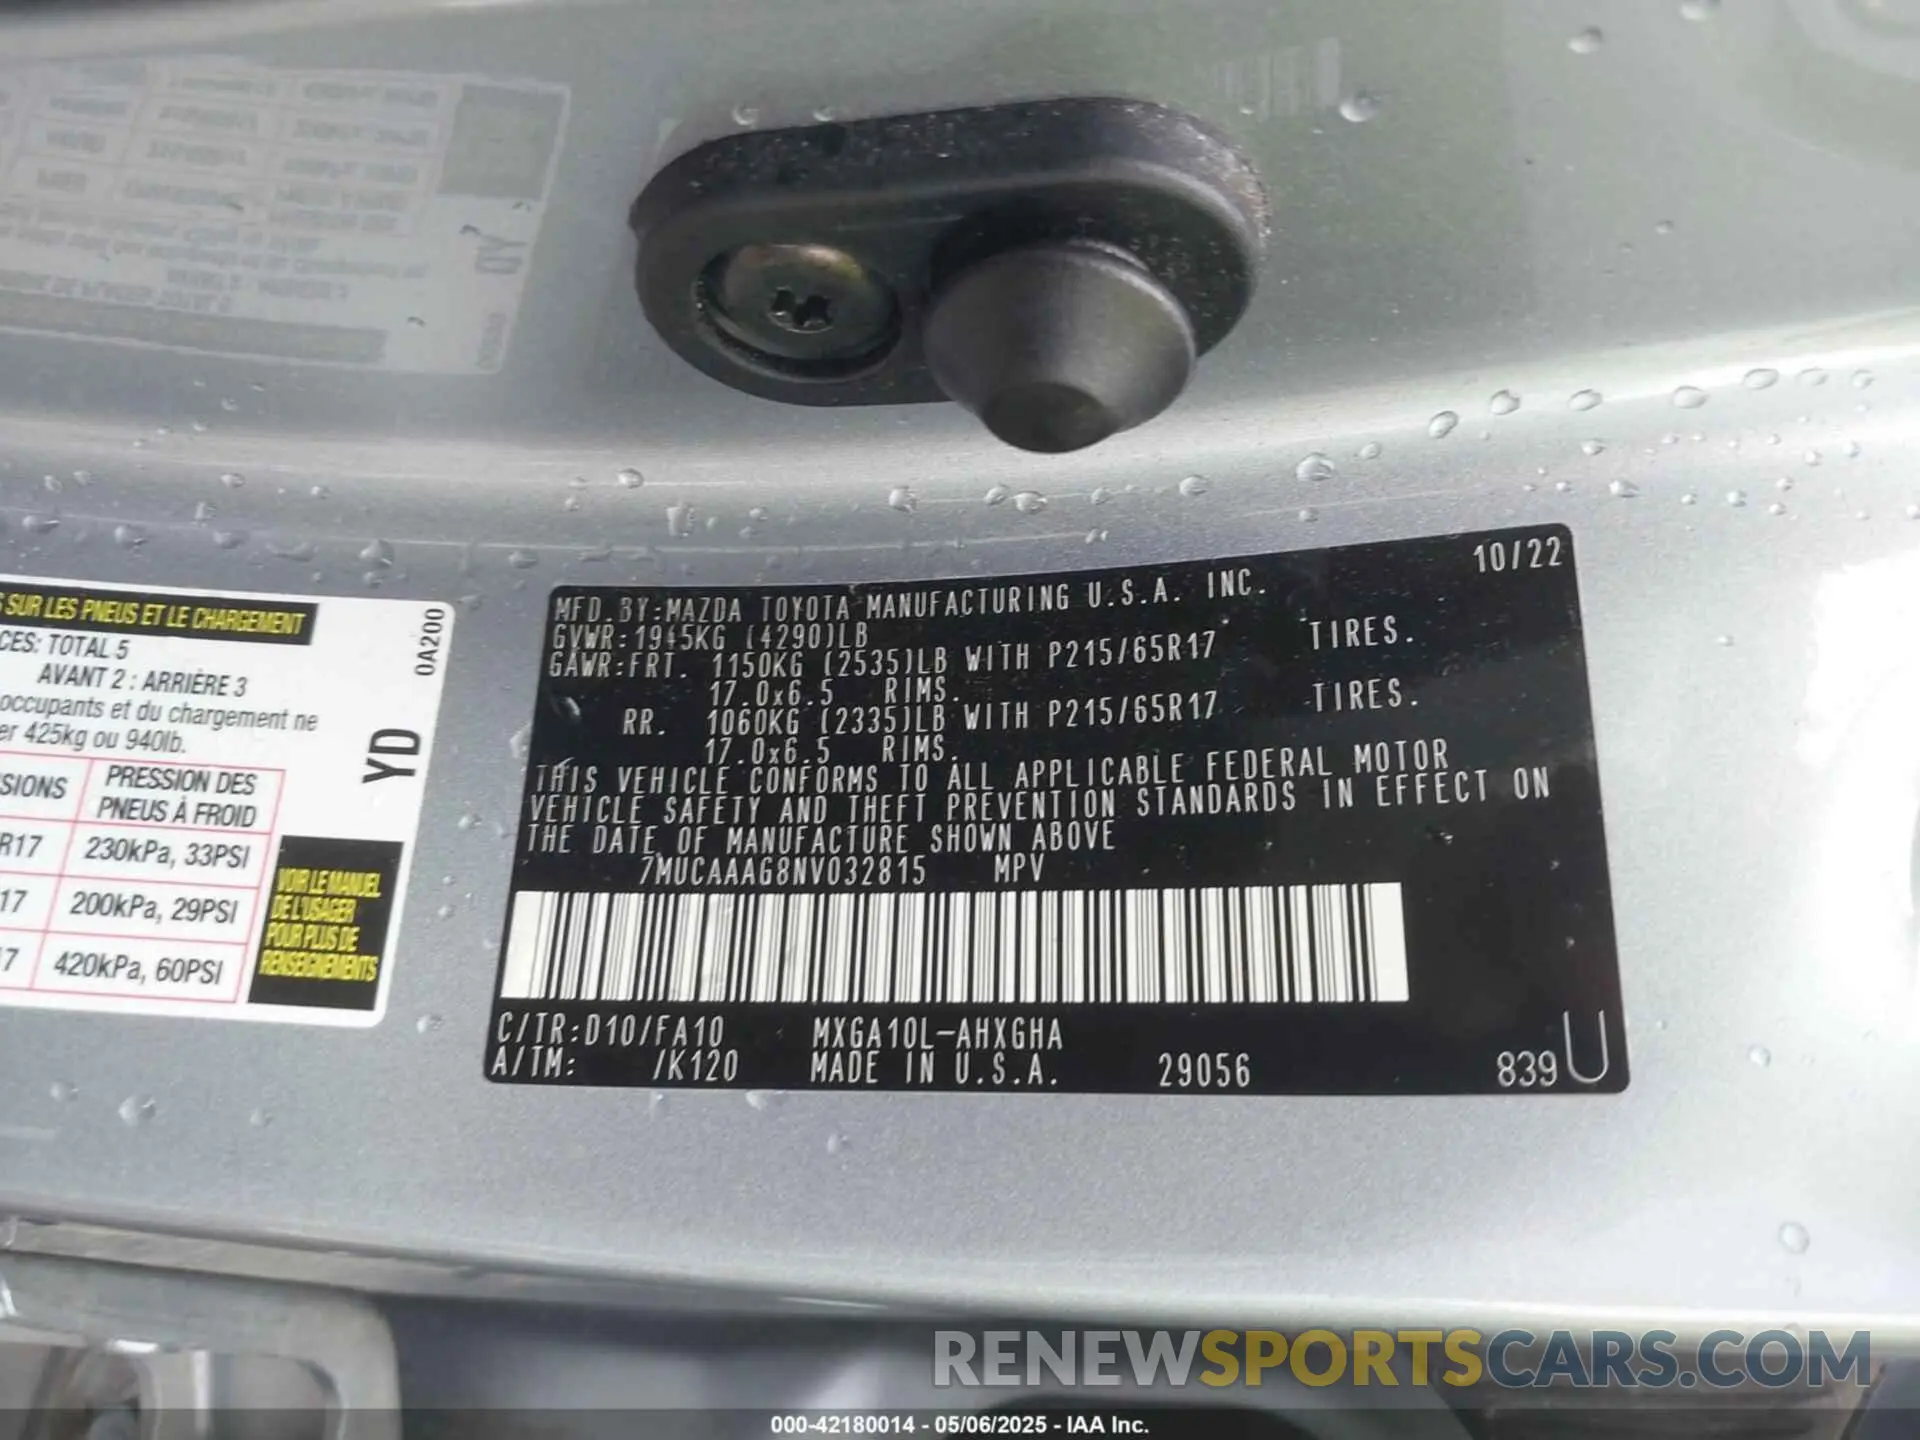 S SUR LES PNEUS ET LE CHARGEMENT
CES: TOTAL 5
AVANT 2 : ARRIÈRE 3
occupants et du chargement ne
er 425kg ou 940lb.
SIONS
PRESSION DES
PNEUS À FROID
R17
230kPa, 33PSI
17
200kPa, 29PSI
7
420kPa, 60PSI
VOIR LE MANUEL
DE L'USAGER
POUR PLUS DE
RENSEIGNEMENTS
0A200
YD
10/22
MFD.BY:MAZDA TOYOTA MANUFACTURING U.S.A. INC.
GVWR:1945KG (4290)LB
GAWR:FRT. 1150KG (2535)LB WITH P215/65R17 TIRES.
17.0x6.5 RIMS.
RR. 1060KG (2335)LB WITH P215/65R17 TIRES.
17.0x6.5 RIMS.
THIS VEHICLE CONFORMS TO ALL APPLICABLE FEDERAL MOTOR
VEHICLE SAFETY AND THEFT PREVENTION STANDARDS IN EFFECT ON
THE DATE OF MANUFACTURE SHOWN ABOVE
7MUCAAAG8NV032815 MPV
C/TR:D10/FA10 MXGA10L-AHXGHA
A/TM: /K120 MADE IN U.S.A. 29056 839 U
RENEWSPORTSCARS.COM
000-42180014 - 05/06/2025 - IAA Inc.